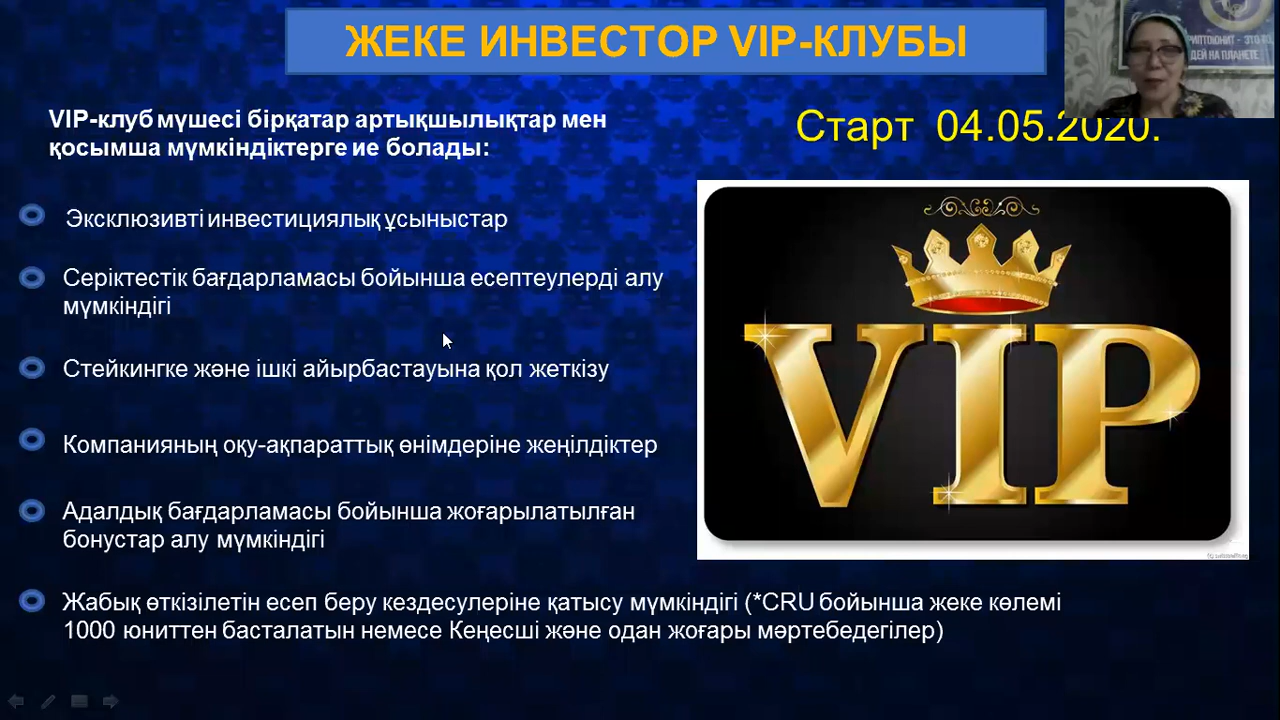 ЖЕКЕ ИНВЕСТОР VIP-КЛУБЫ
VIP-клуб мүшесі бірқатар артықшылықтар мен
қосымша мүмкіндіктерге ие болады:
Старт 04.05.2020.
Эксклюзивті инвестициялық ұсыныстар
Серіктестік бағдарламасы бойынша есептеулерді алу
мүмкіндігі
Стейкингке және ішкі айырбастауына қол жеткізу
Компанияның оқу-ақпараттық өнімдеріне жеңілдіктер
Адалдық бағдарламасы бойынша жоғарылатылған
бонустар алу мүмкіндігі
Жабық өткізілетін есеп беру кездесулеріне қатысу мүмкіндігі (*CRU бойынша жеке көлемі
1000 юниттен басталатын немесе Кеңесші және одан жоғары мәртебедегілер)
VIP
ДЕЙ НА ПЛАНЕТЕ